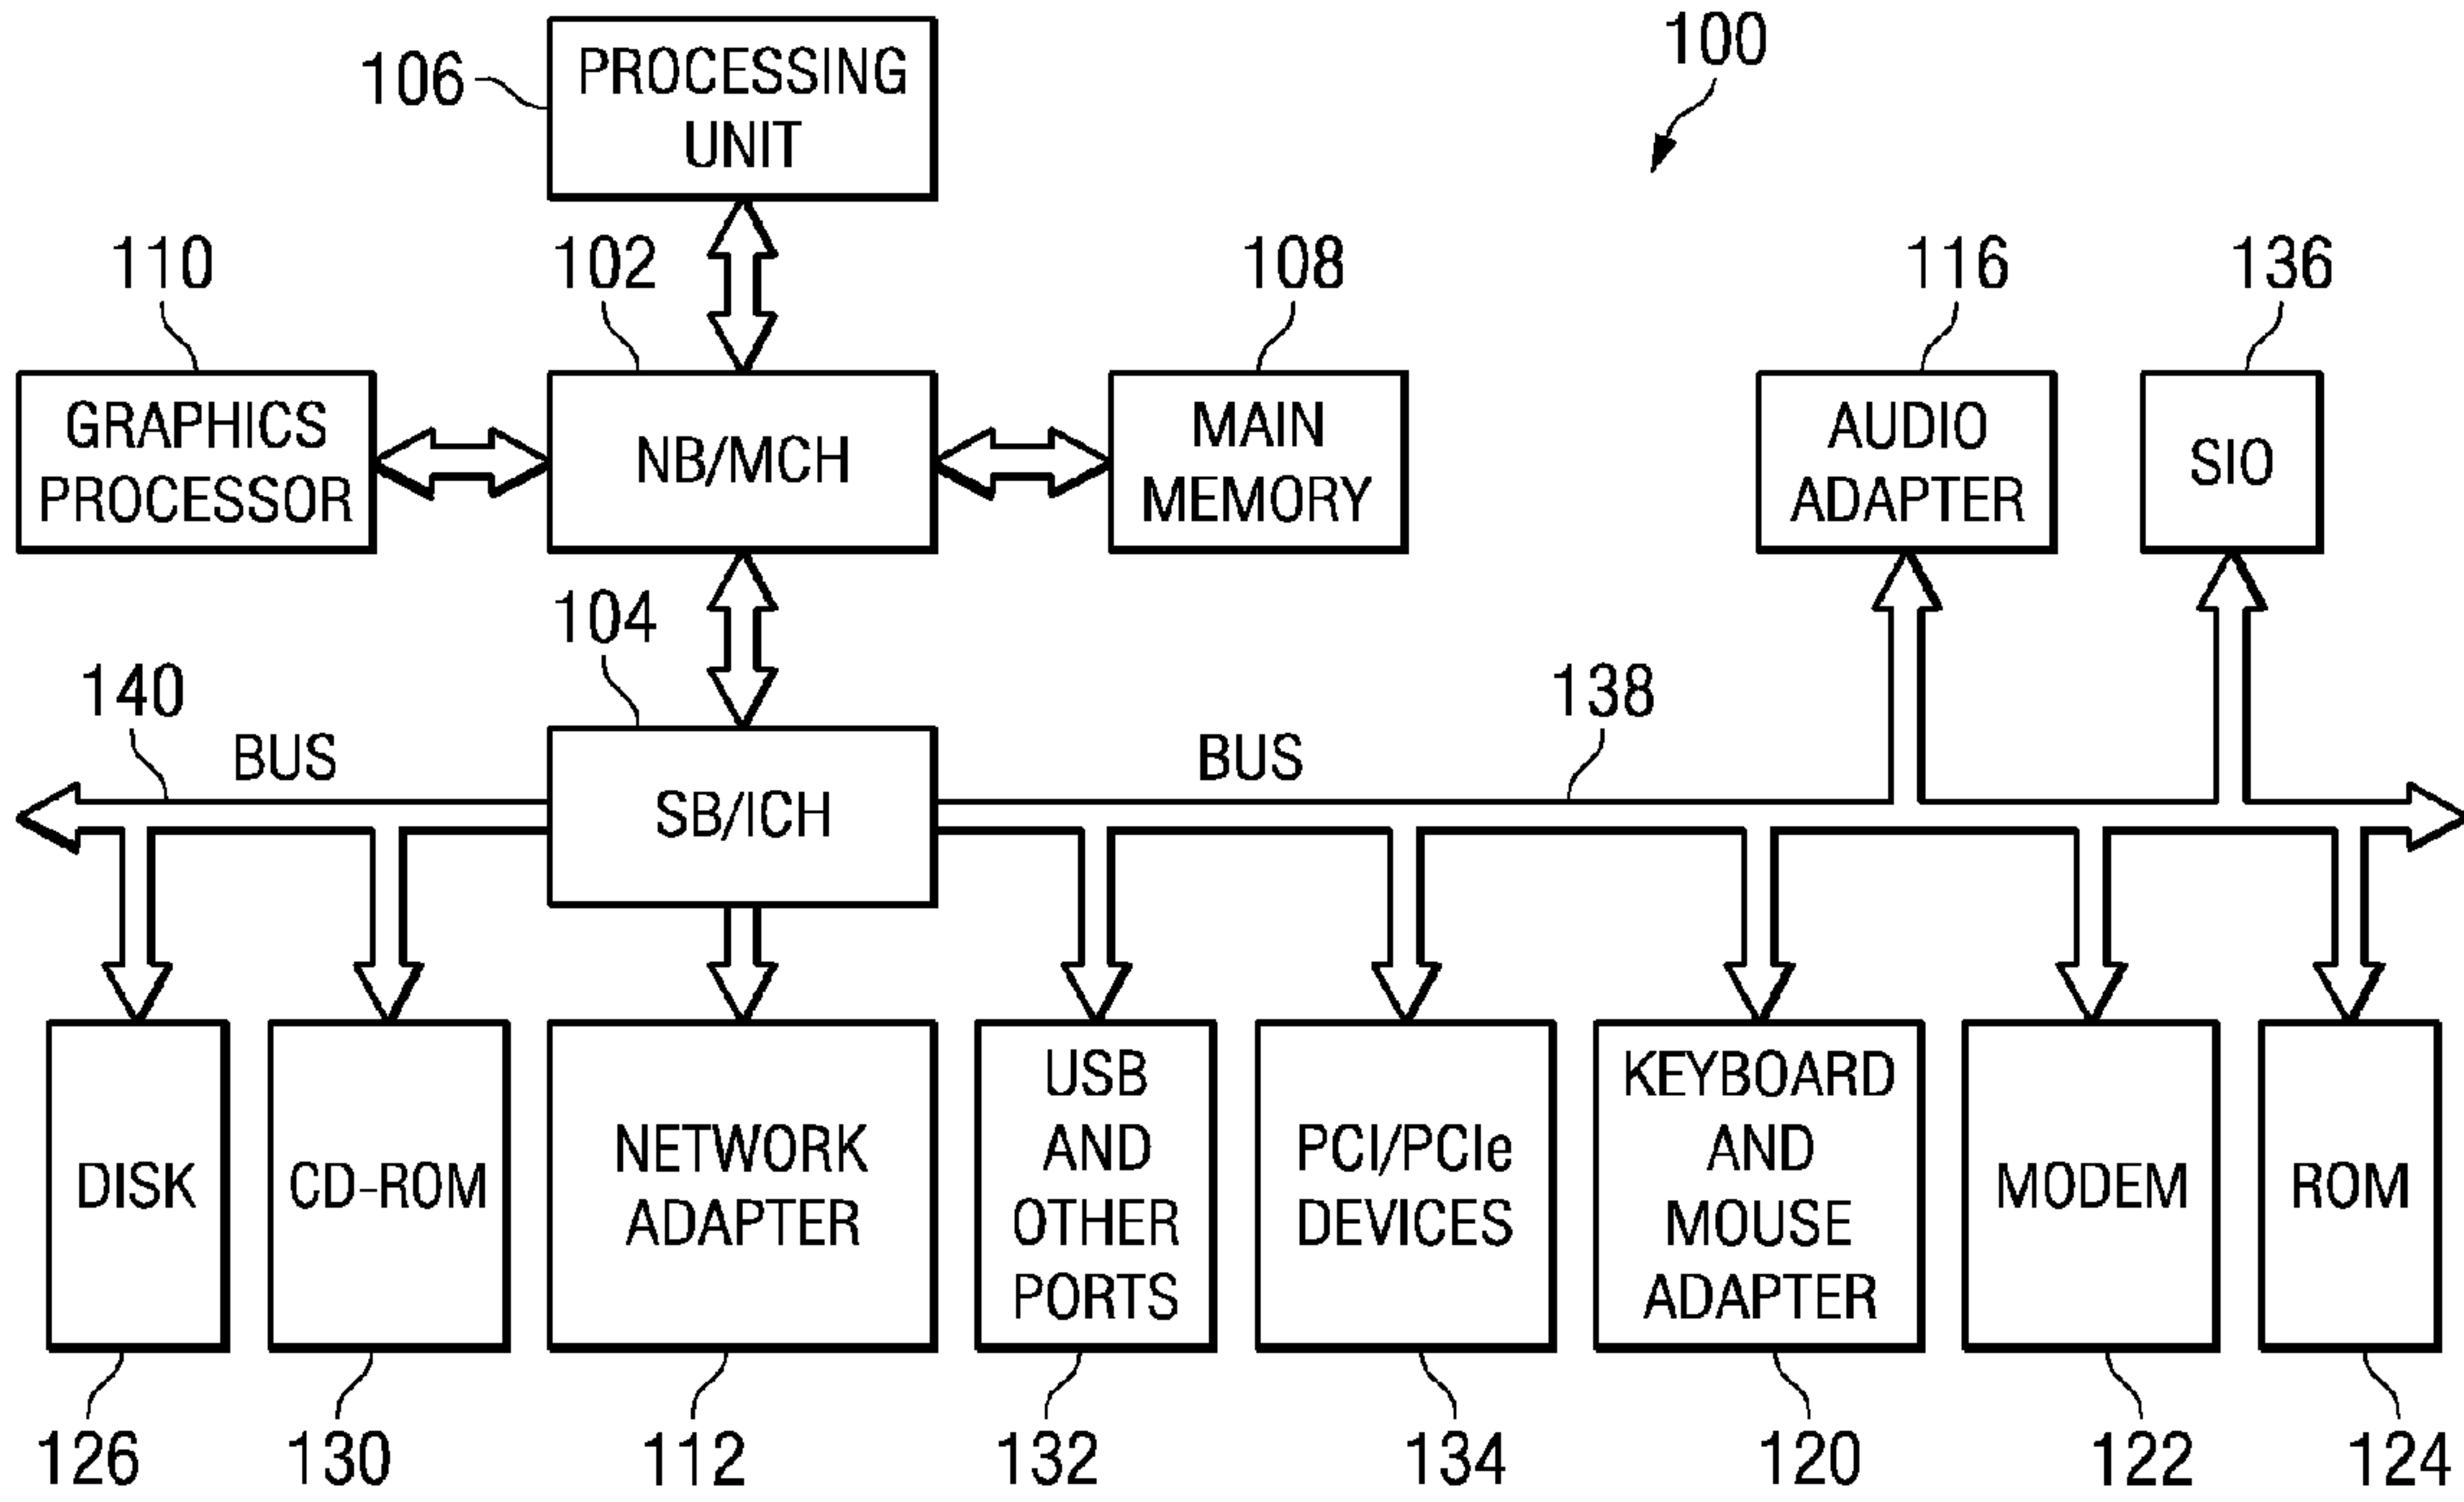 100
106
PROCESSING
UNIT
110
102
108
116
136
GRAPHICS
PROCESSOR
NB/MCH
MAIN
MEMORY
AUDIO
ADAPTER
SIO
104
140
BUS
138
BUS
SB/ICH
DISK
CD-ROM
NETWORK
ADAPTER
USB
AND
OTHER
PORTS
PCI/PCIe
DEVICES
KEYBOARD
AND
MOUSE
ADAPTER
MODEM
ROM
126
130
112
132
134
120
122
124